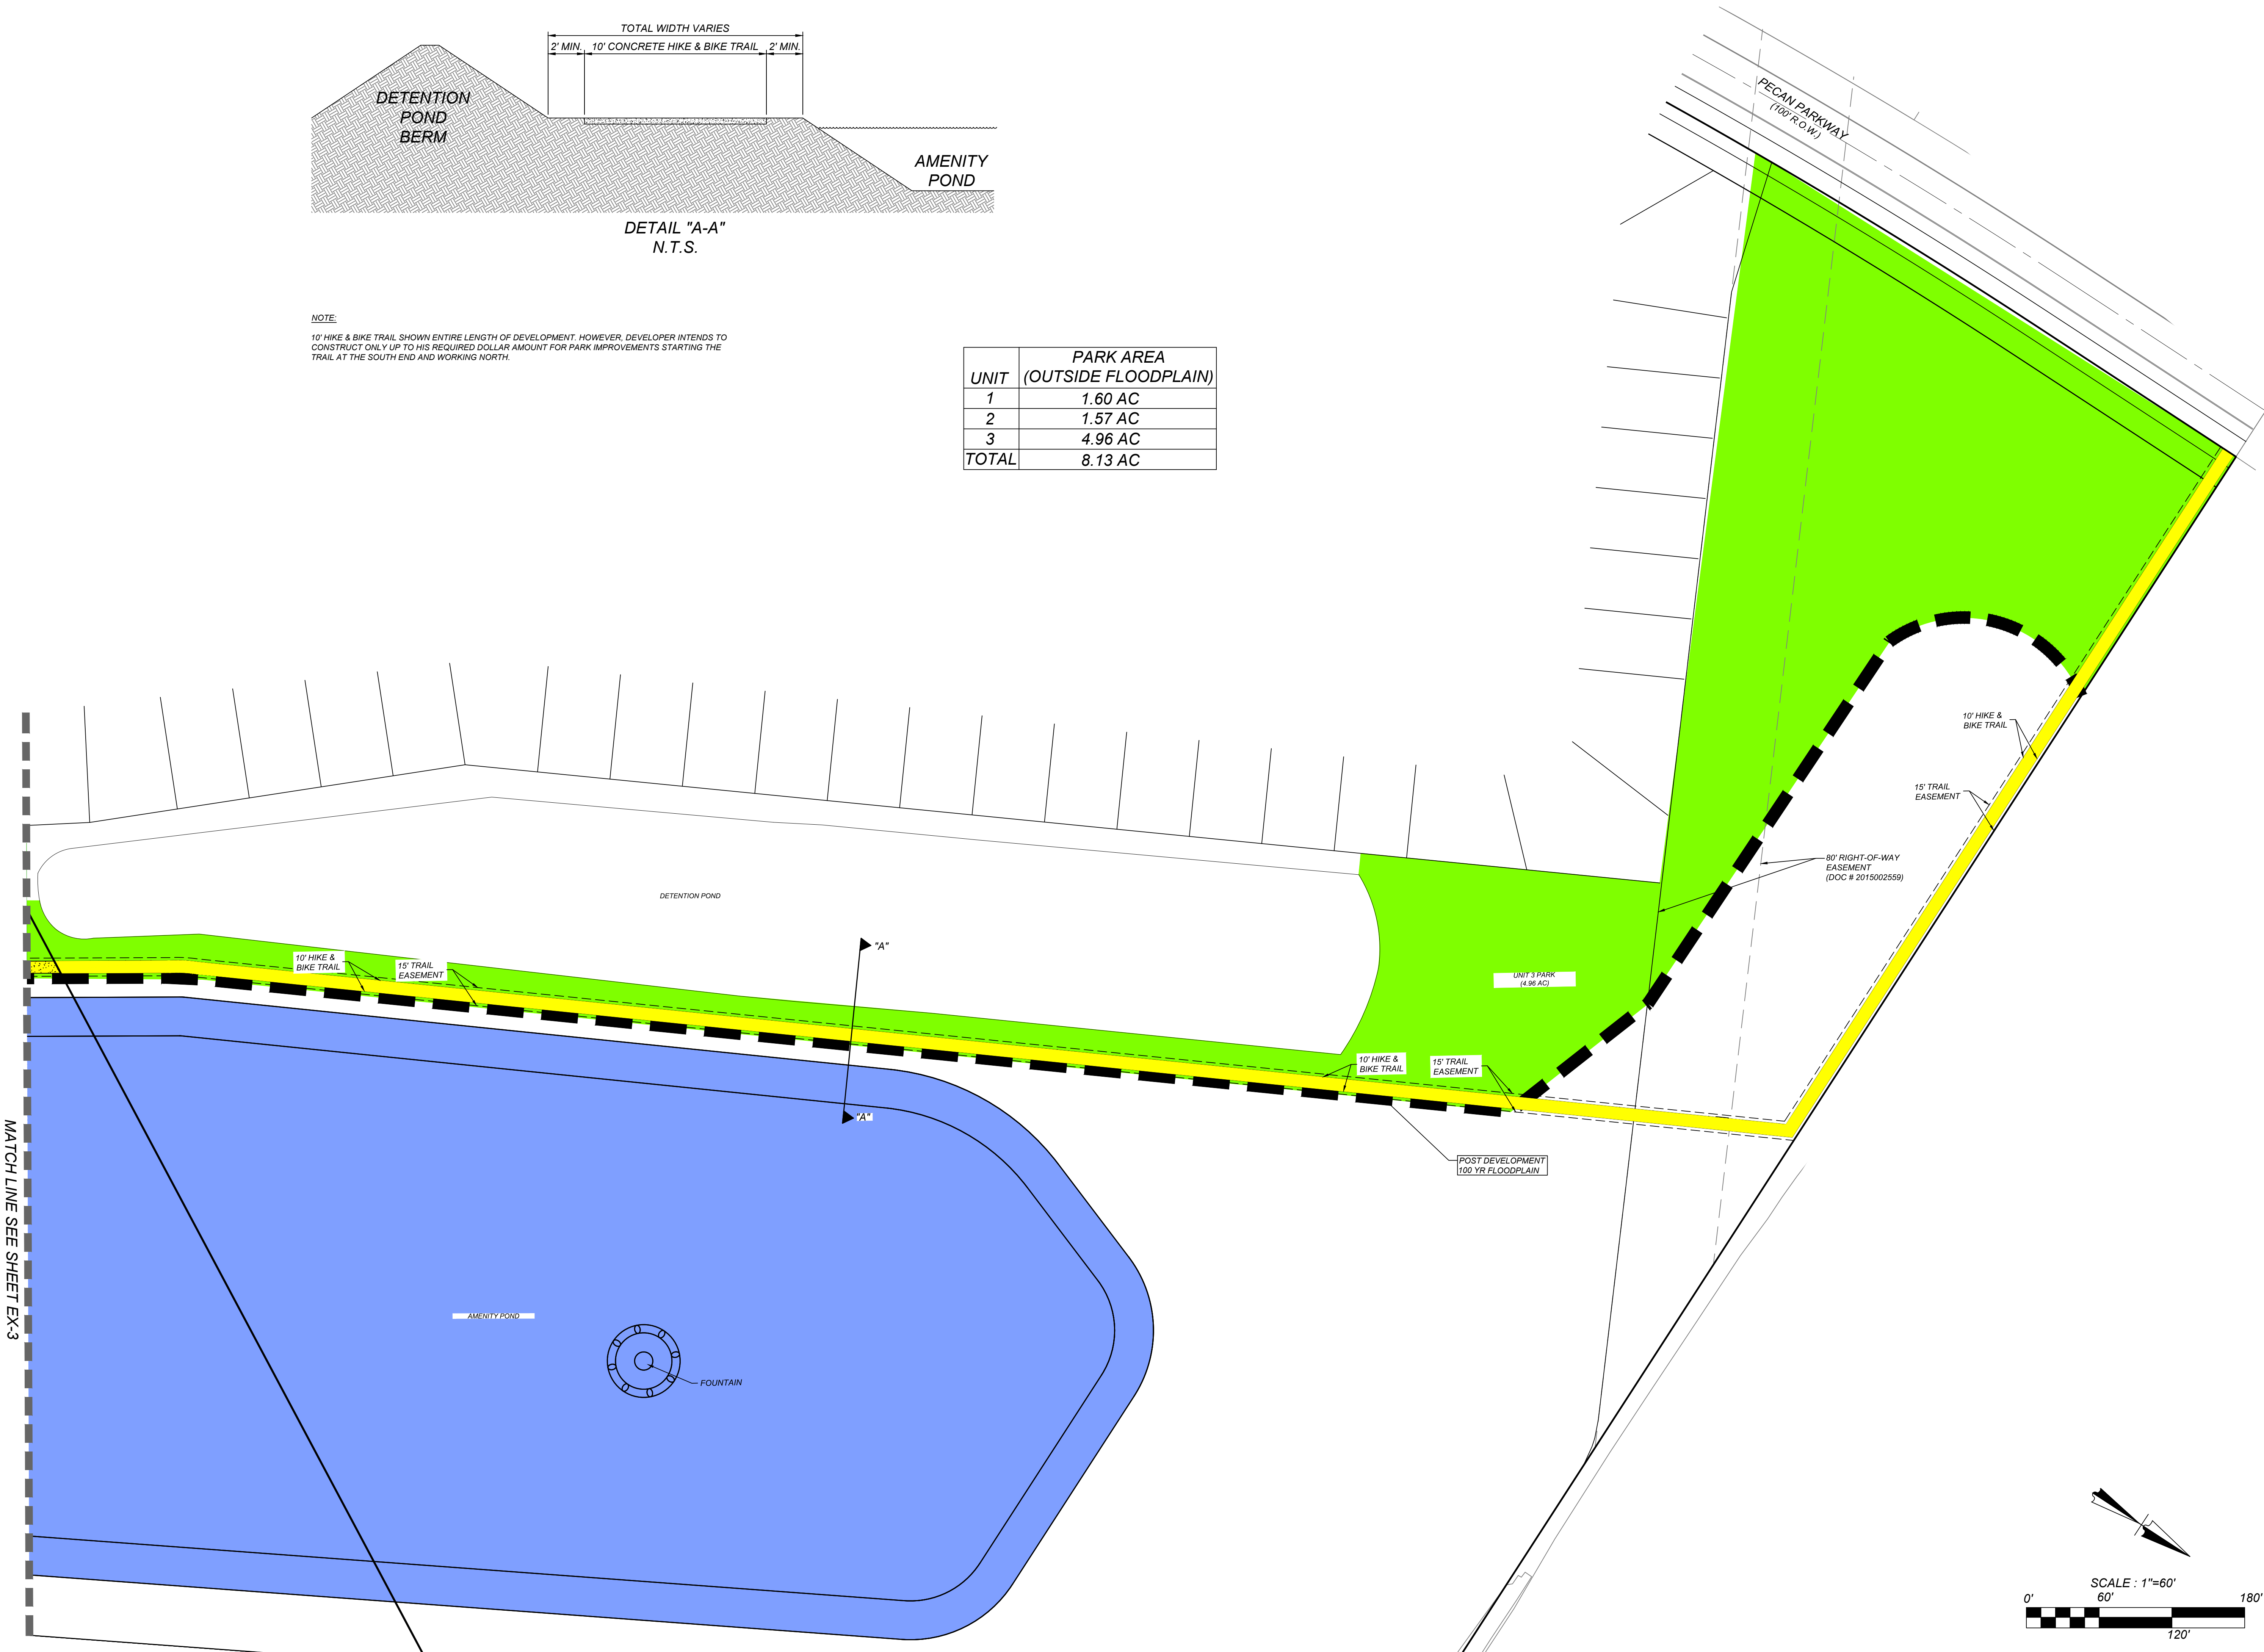 TOTAL WIDTH VARIES
2' MIN. 10' CONCRETE HIKE & BIKE TRAIL 2' MIN.
DETENTION
POND
BERM
AMENITY
POND
DETAIL "A-A"
N.T.S.
NOTE:
10' HIKE & BIKE TRAIL SHOWN ENTIRE LENGTH OF DEVELOPMENT. HOWEVER, DEVELOPER INTENDS TO
CONSTRUCT ONLY UP TO HIS REQUIRED DOLLAR AMOUNT FOR PARK IMPROVEMENTS STARTING THE
TRAIL AT THE SOUTH END AND WORKING NORTH.
UNIT PARK AREA
(OUTSIDE FLOODPLAIN)
1 1.60 AC
2 1.57 AC
3 4.96 AC
TOTAL 8.13 AC
PECAN PARKWAY
(100' R.O.W.)
10' HIKE &
BIKE TRAIL
15' TRAIL
EASEMENT
80' RIGHT-OF-WAY
EASEMENT
(DOC # 2015002559)
DETENTION POND
"A"
10' HIKE &
BIKE TRAIL
15' TRAIL
EASEMENT
UNIT 3 PARK
(4.96 AC)
10' HIKE &
BIKE TRAIL
15' TRAIL
EASEMENT
"A"
POST DEVELOPMENT
100 YR FLOODPLAIN
MATCH LINE SEE SHEET EX-3
AMENITY POND
FOUNTAIN
SCALE : 1"=60'
0' 60' 180'
120'